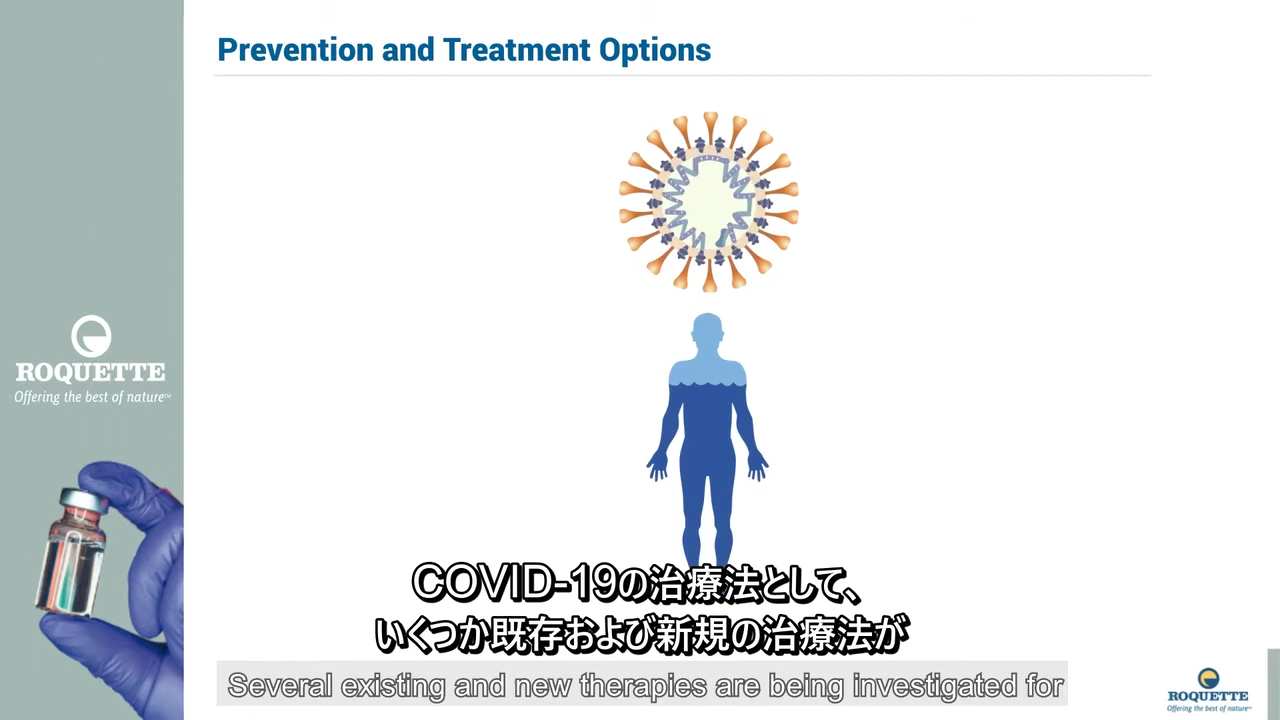 Prevention and Treatment Options
ROQUETTE
Offering the best of nature™
COVID-19の治療法として、
いくつか既存および新規の治療法が
Several existing and new therapies are being investigated for
ROQUETTE
Offering the best of nature™